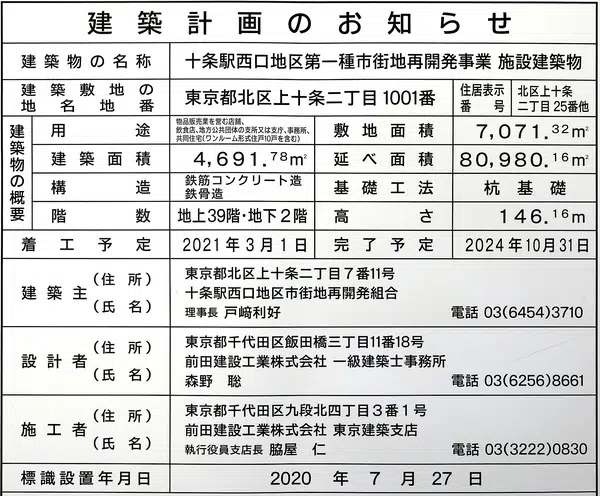 建築計画のお知らせ
建築物の名称 十条駅西口地区第一種市街地再開発事業 施設建築物
建築敷地の地名地番 東京都北区上十条二丁目1001番 住居表示番号 北区上十条二丁目25番他
建築物の概要
用途 物品販売業を営む店舗、飲食店、地方公共団体の支所又は支庁、事務所、共同住宅(ワンルーム形式住戸10戸を含む) 敷地面積 7,071.32㎡
建築面積 4,691.78㎡ 延べ面積 80,980.16㎡
構造 鉄筋コンクリート造 鉄骨造 基礎工法 杭基礎
階数 地上39階・地下2階 高さ 146.16m
着工予定 2021年3月1日 完了予定 2024年10月31日
建築主 (住所) (氏名)
東京都北区上十条二丁目7番11号
十条駅西口地区市街地再開発組合
理事長 戸﨑利好 電話 03(6454)3710
設計者 (住所) (氏名)
東京都千代田区飯田橋三丁目11番18号
前田建設工業株式会社 一級建築士事務所
森野 聡 電話 03(6256)8661
施工者 (住所) (氏名)
東京都千代田区九段北四丁目3番1号
前田建設工業株式会社 東京建築支店
執行役員支店長 脇屋 仁 電話 03(3222)0830
標識設置年月日 2020年7月27日